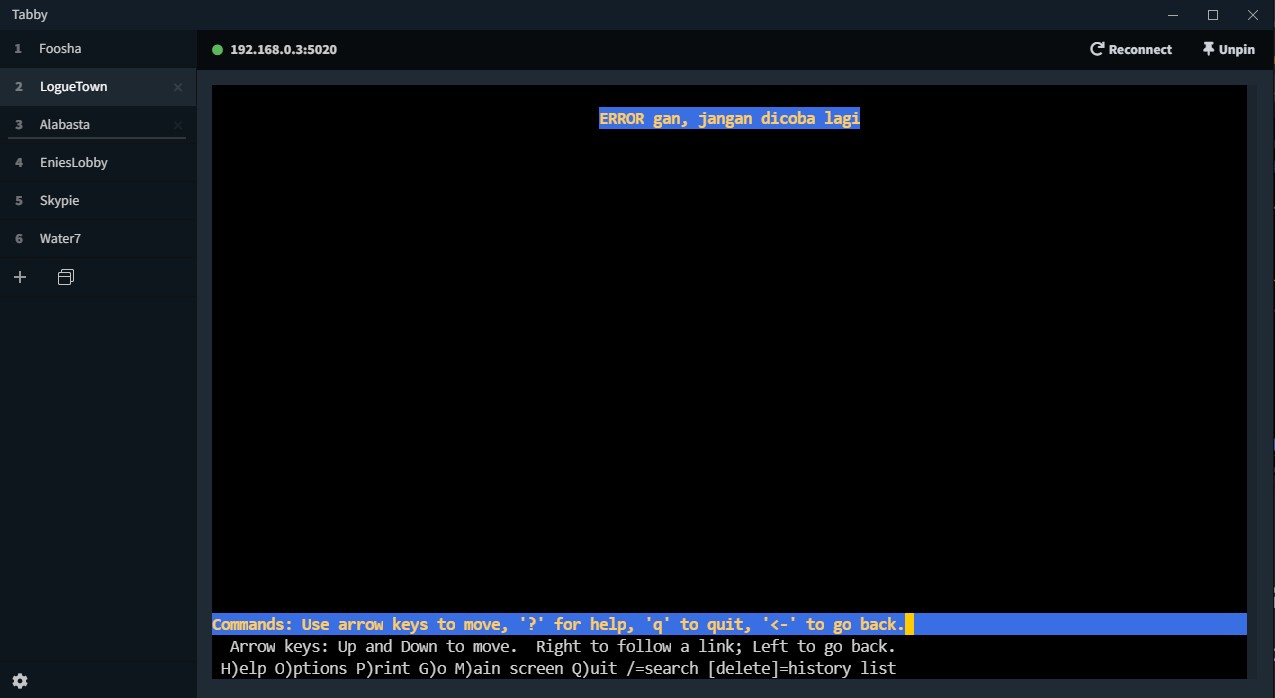 Tabby
1 Foosha
2 LogueTown
3 Alabasta
4 EniesLobby
5 Skypie
6 Water7
192.168.0.3:5020
Reconnect
Unpin
ERROR gan, jangan dicoba lagi
Commands: Use arrow keys to move, '?' for help, 'q' to quit, '<-' to go back.
Arrow keys: Up and Down to move.  Right to follow a link; Left to go back.
H)elp O)ptions P)rint G)o M)ain screen Q)uit /=search [delete]=history list